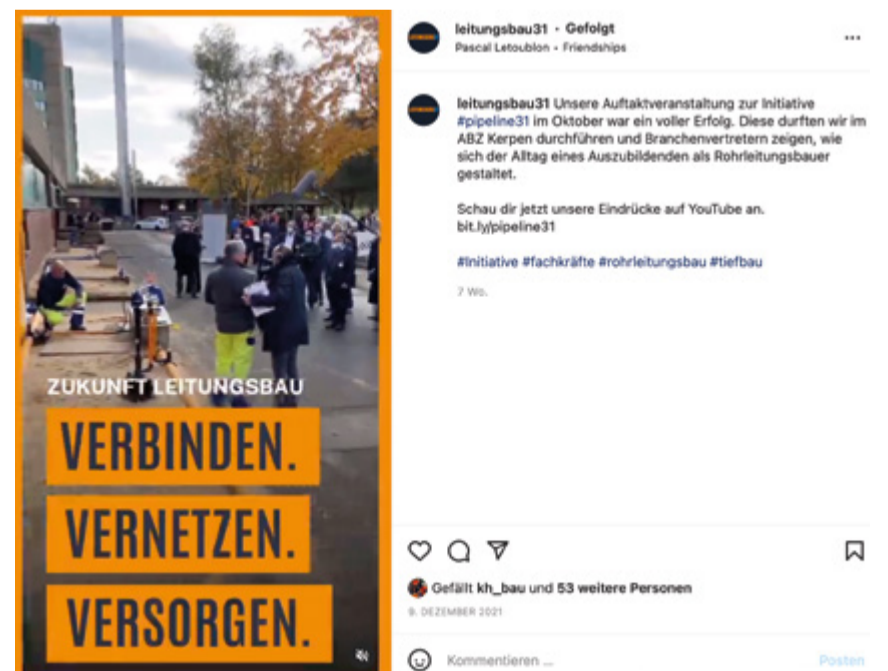 ZUKUNFT LEITUNGSBAU
VERBINDEN.
VERNETZEN.
VERSORGEN.
leitungsbau31 · Gefolgt
Pascal Letoublon · Friendships
leitungsbau31 Unsere Auftaktveranstaltung zur Initiative
#pipeline31 im Oktober war ein voller Erfolg. Diese durften wir im
ABZ Kerpen durchführen und Branchenvertretern zeigen, wie
sich der Alltag eines Auszubildenden als Rohrleitungsbauer
gestaltet.
Schau dir jetzt unsere Eindrücke auf YouTube an.
bit.ly/pipeline31
#Initiative #fachkräfte #rohrleitungsbau #tiefbau
7 Wo.
Gefällt kh_bau und 53 weitere Personen
9. DEZEMBER 2021
Kommentieren ...
Posten